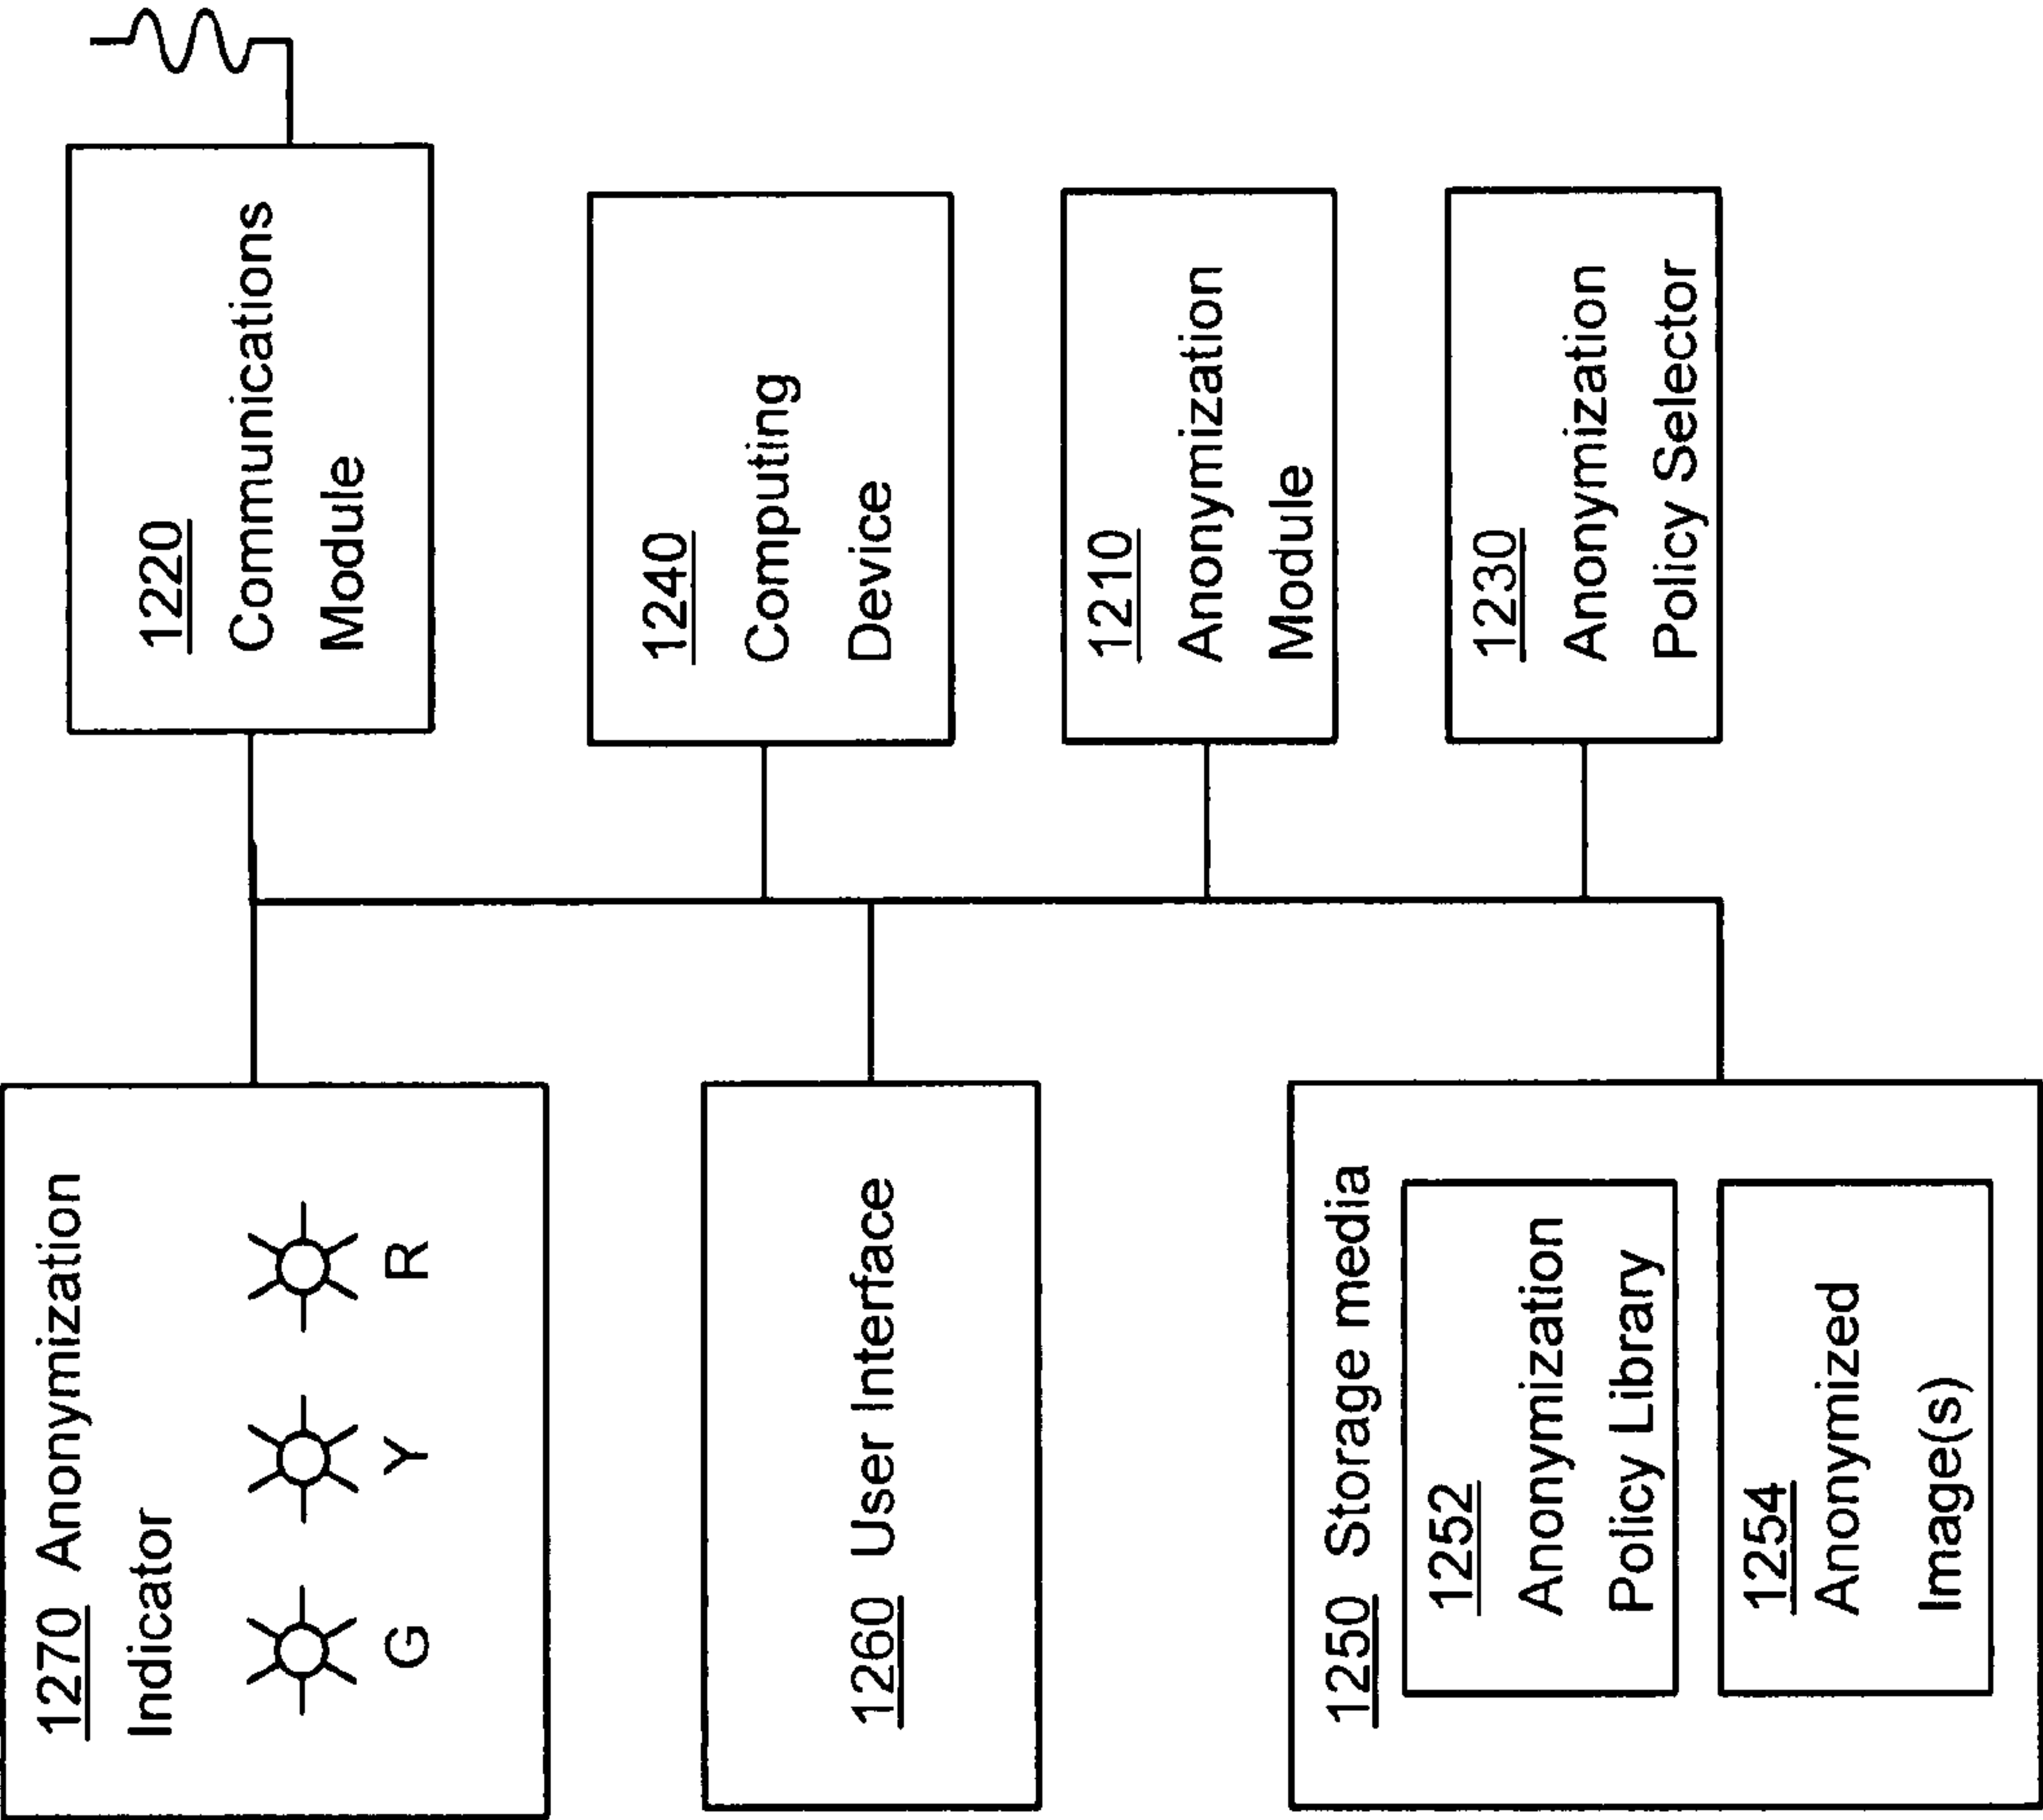 1270 Anonymization
Indicator
G Y R
1260 User Interface
1250 Storage media
1252
Anonymization
Policy Library
1254
Anonymized
Image(s)
1220
Communications
Module
1240
Computing
Device
1210
Anonymization
Module
1230
Anonymization
Policy Selector